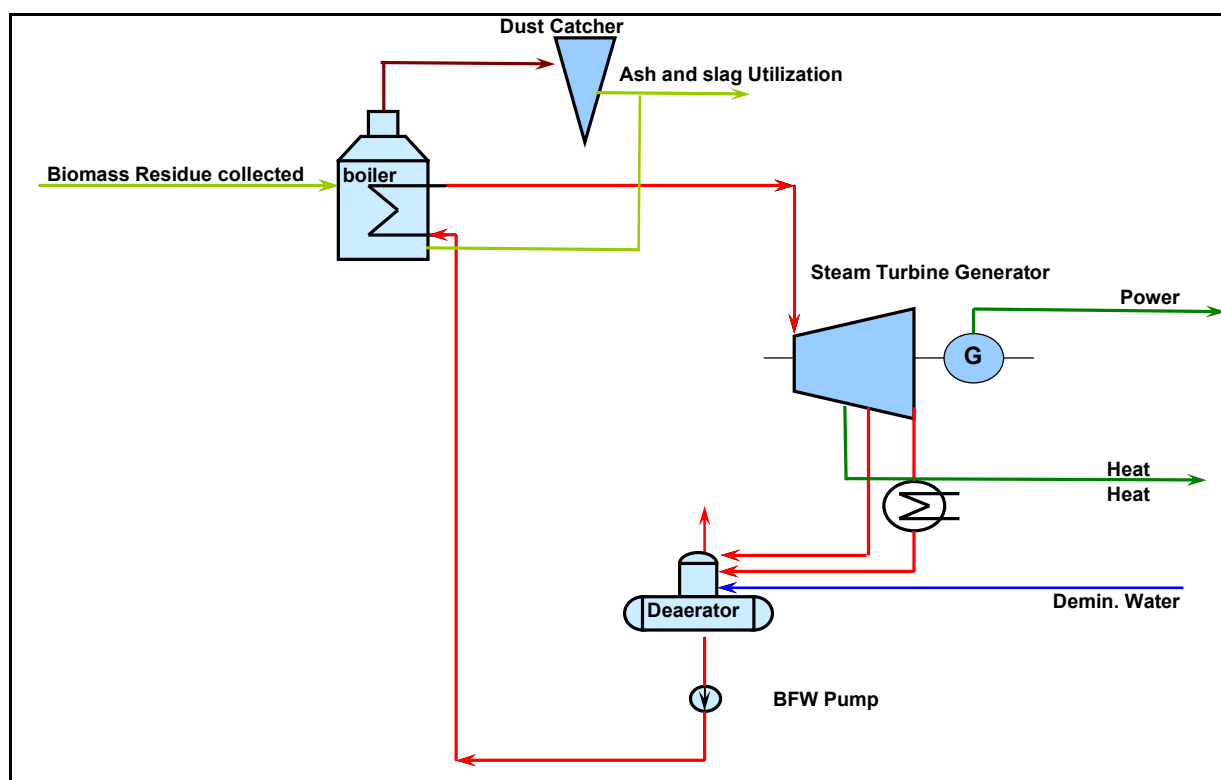 Dust Catcher
Ash and slag Utilization
Biomass Residue collected
boiler
Steam Turbine Generator
Power
G
Heat
Heat
Deaerator
Demin. Water
BFW Pump